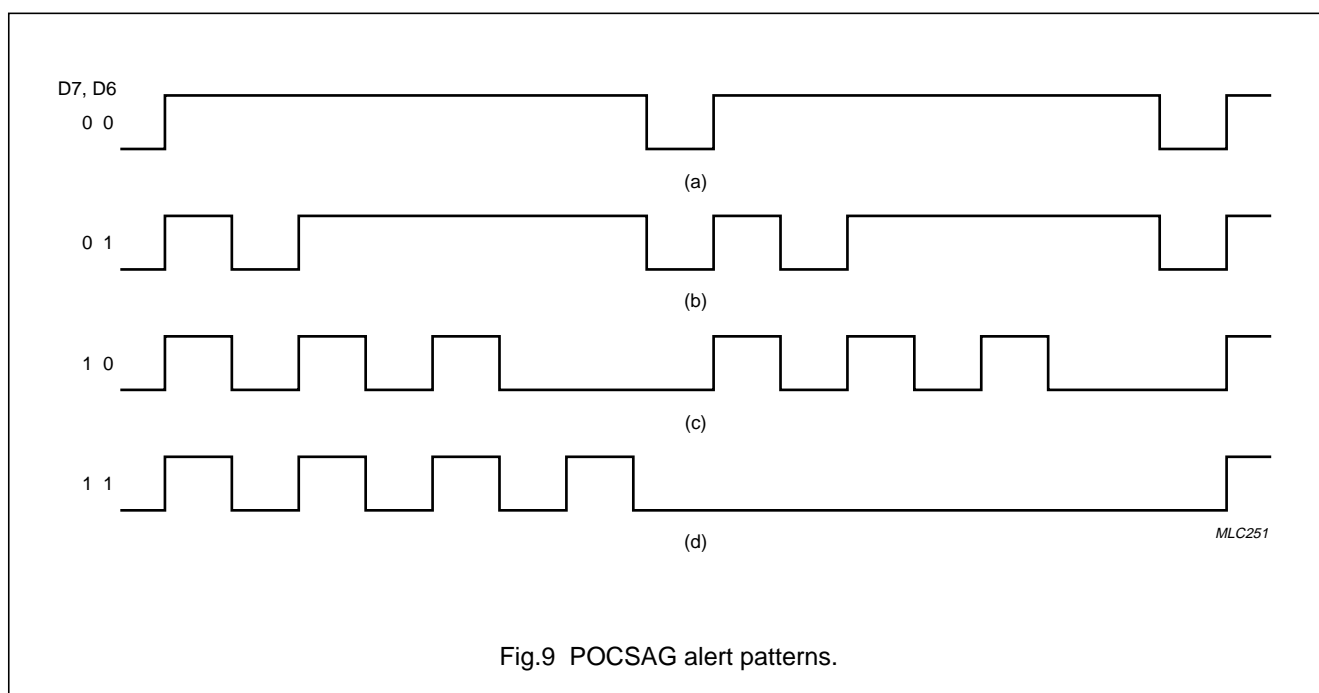 D7, D6
0 0
(a)
0 1
(b)
1 0
(c)
1 1
(d)
MLC251
Fig.9 POCSAG alert patterns.